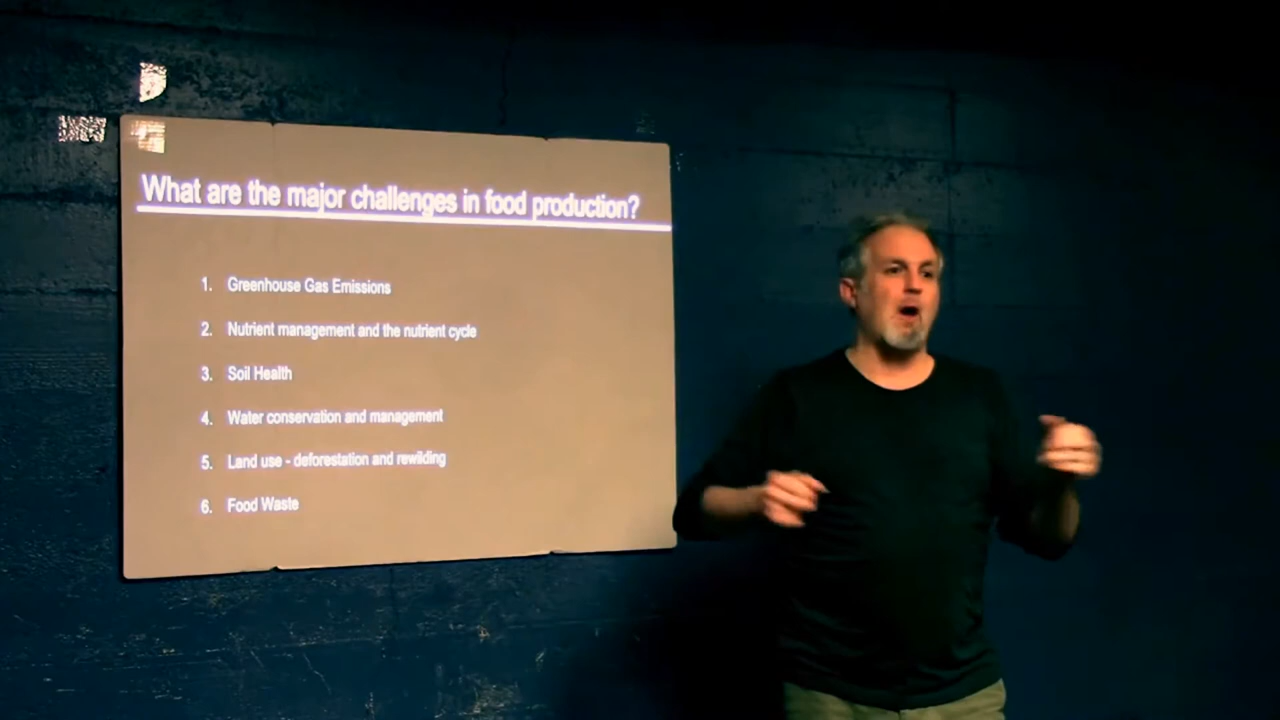 What are the major challenges in food production?
1. Greenhouse Gas Emissions
2. Nutrient management and the nutrient cycle
3. Soil Health
4. Water conservation and management
5. Land use - deforestation and rewilding
6. Food Waste